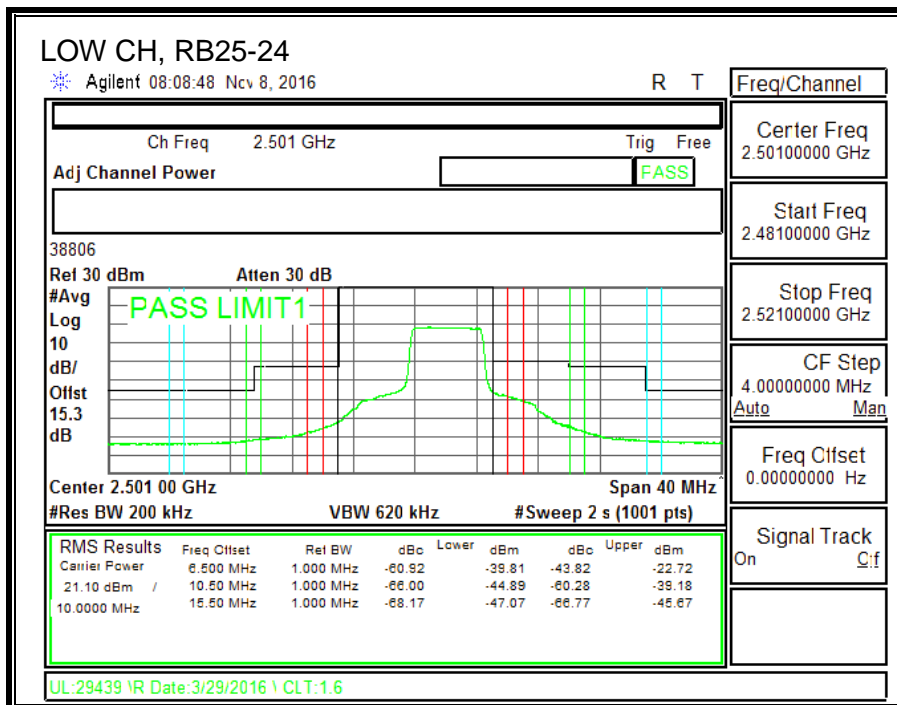 LOW CH, RB25-24
Agilent 08:08:48 Nov 8, 2016 R T
Freq/Channel
Ch Freq 2.501 GHz Trig Free
Adj Channel Power PASS
Center Freq
2.50100000 GHz
Start Freq
2.48100000 GHz
Stop Freq
2.52100000 GHz
CF Step
4.00000000 MHz
Auto Man
Freq Offset
0.00000000 Hz
Signal Track
On Off
38806
Ref 30 dBm Atten 30 dB
#Avg
Log
10
dB/
Offst
15.3
dB
PASS LIMIT1
Center 2.501 00 GHz Span 40 MHz^
#Res BW 200 kHz VBW 620 kHz #Sweep 2 s (1001 pts)
RMS Results Freq Offset Ref BW dBc Lower dBm dBc Upper dBm
Carrier Power 6.500 MHz 1.000 MHz -60.92 -39.81 -43.82 -22.72
21.10 dBm / 10.50 MHz 1.000 MHz -66.00 -44.89 -60.28 -39.18
10.0000 MHz 15.50 MHz 1.000 MHz -68.17 -47.07 -66.77 -45.67
UL:29439 \R Date:3/29/2016 \ CLT:1.6